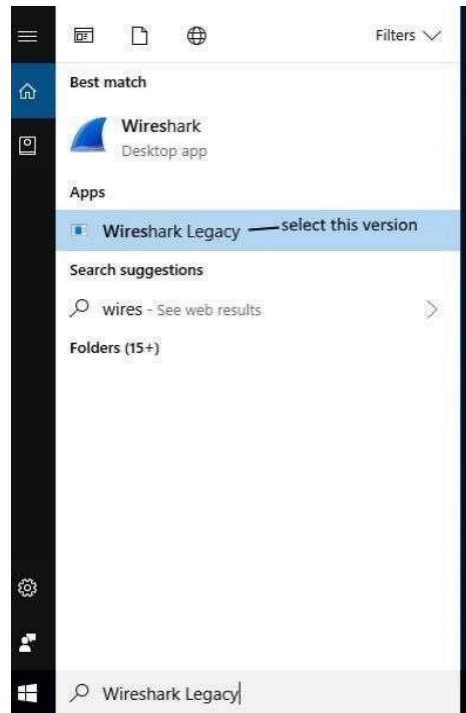 Filters
Best match
Wireshark
Desktop app
Apps
Wireshark Legacy select this version
Search suggestions
wires - See web results
Folders (15+)
Wireshark Legacy